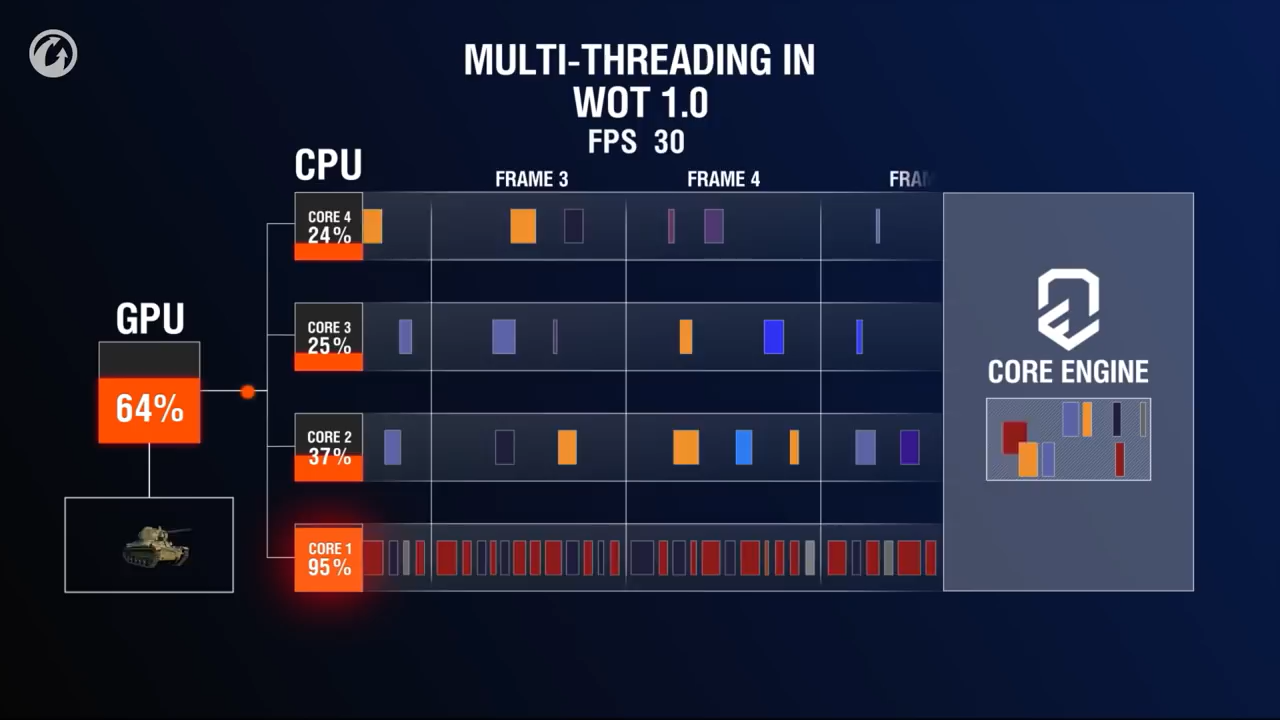 MULTI-THREADING IN
WOT 1.0
FPS 30
CPU
FRAME 3
FRAME 4
FRAM
CORE 4
24%
CORE 3
25%
GPU
64%
CORE ENGINE
CORE 2
37%
CORE 1
95%